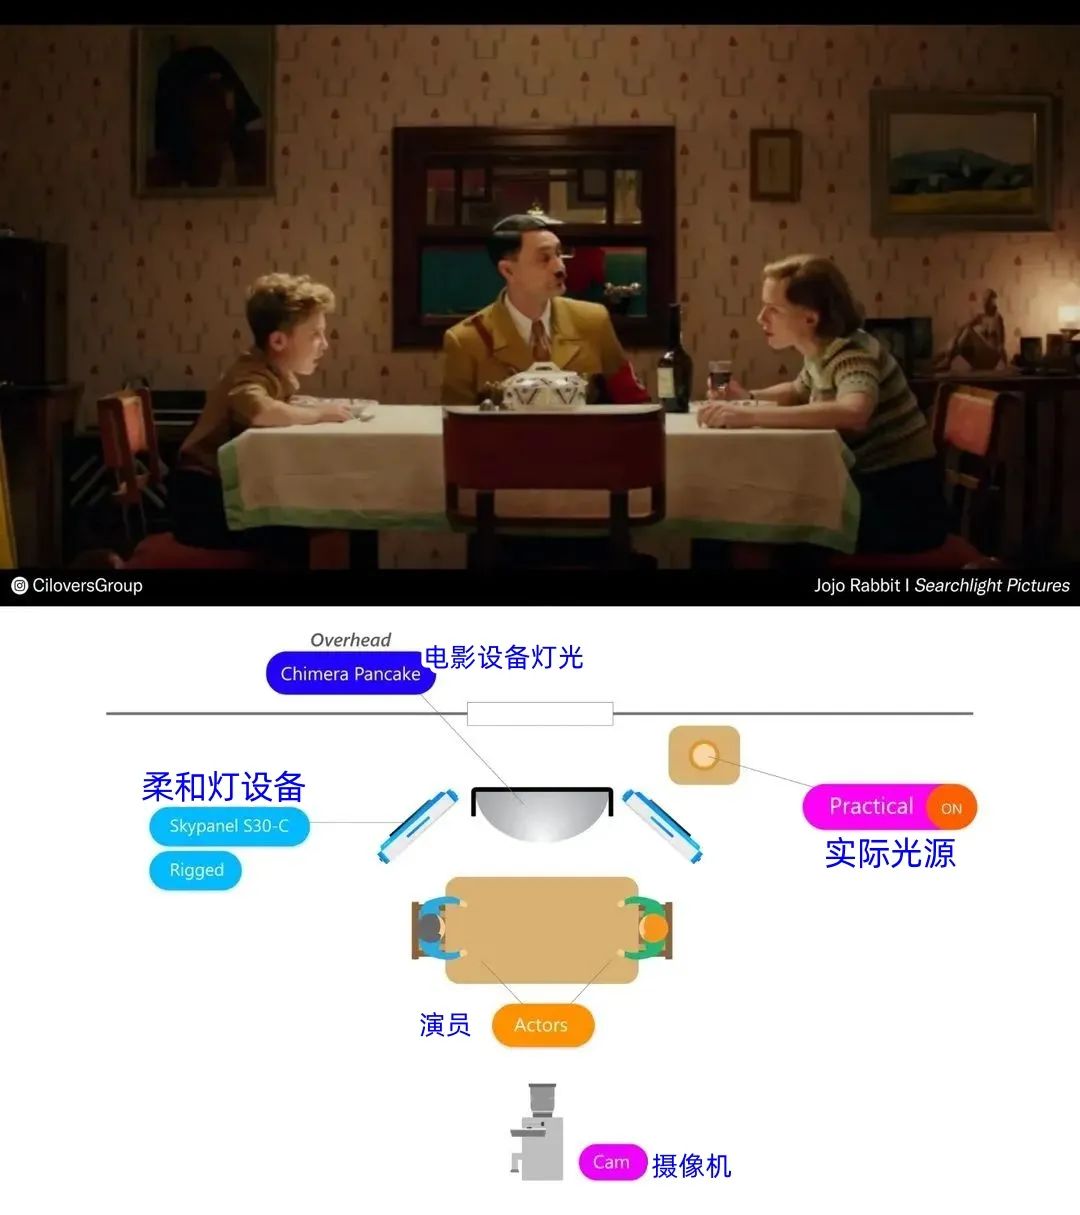 CiloversGroup
Jojo Rabbit I Searchlight Pictures
Overhead
Chimera Pancake
电影设备灯光
柔和灯设备
Skypanel S30-C
Rigged
Practical
ON
实际光源
演员
Actors
Cam
摄像机